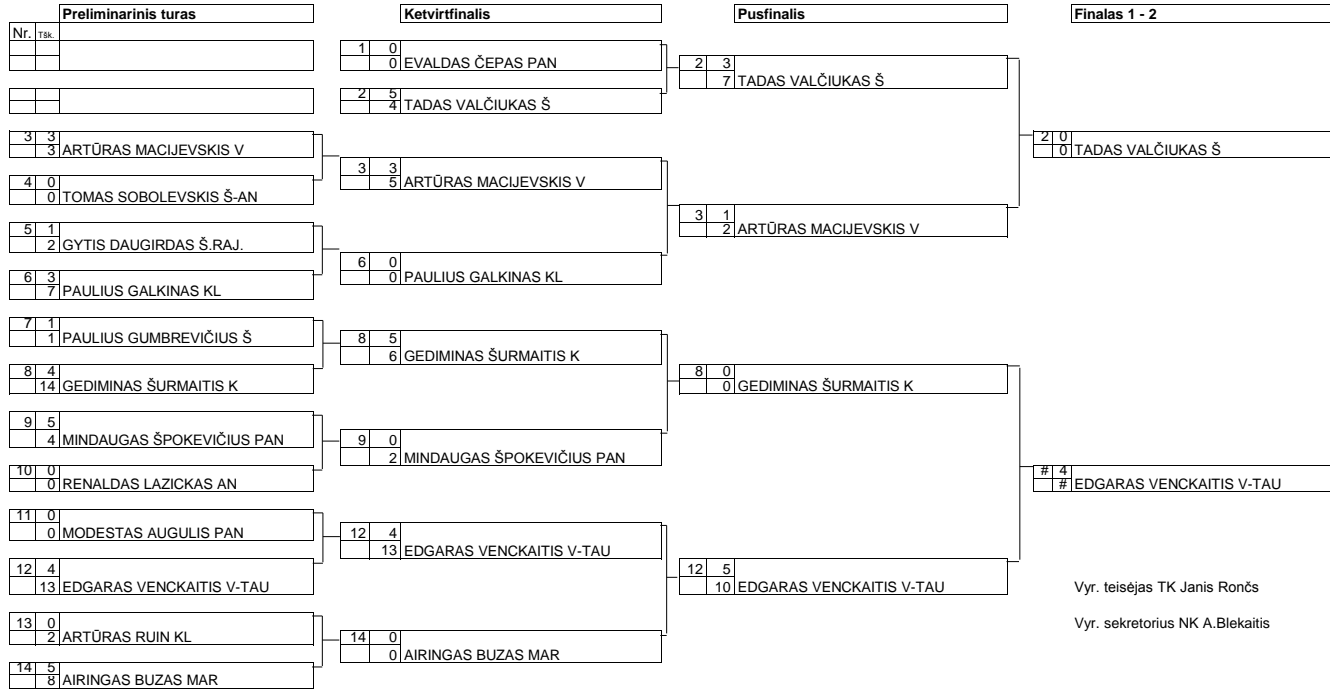 Preliminarinis turas
Nr. Tšk.
3 3
3 ARTŪRAS MACIJEVSKIS V
4 0
0 TOMAS SOBOLEVSKIS Š-AN
5 1
2 GYTIS DAUGIRDAS Š.RAJ.
6 3
7 PAULIUS GALKINAS KL
7 1
1 PAULIUS GUMBREVIČIUS Š
8 4
14 GEDIMINAS ŠURMAITIS K
9 5
4 MINDAUGAS ŠPOKEVIČIUS PAN
10 0
0 RENALDAS LAZICKAS AN
11 0
0 MODESTAS AUGULIS PAN
12 4
13 EDGARAS VENCKAITIS V-TAU
13 0
2 ARTŪRAS RUIN KL
14 5
8 AIRINGAS BUZAS MAR
Ketvirtfinalis
1 0
0 EVALDAS ČEPAS PAN
2 5
4 TADAS VALČIUKAS Š
3 3
5 ARTŪRAS MACIJEVSKIS V
6 0
0 PAULIUS GALKINAS KL
8 5
6 GEDIMINAS ŠURMAITIS K
9 0
2 MINDAUGAS ŠPOKEVIČIUS PAN
12 4
13 EDGARAS VENCKAITIS V-TAU
14 0
0 AIRINGAS BUZAS MAR
Pusfinalis
2 3
7 TADAS VALČIUKAS Š
3 1
2 ARTŪRAS MACIJEVSKIS V
8 0
0 GEDIMINAS ŠURMAITIS K
12 5
10 EDGARAS VENCKAITIS V-TAU
Finalas 1 - 2
2 0
0 TADAS VALČIUKAS Š
# 4
# EDGARAS VENCKAITIS V-TAU
Vyr. teisėjas TK Janis Rončs
Vyr. sekretorius NK A.Blekaitis